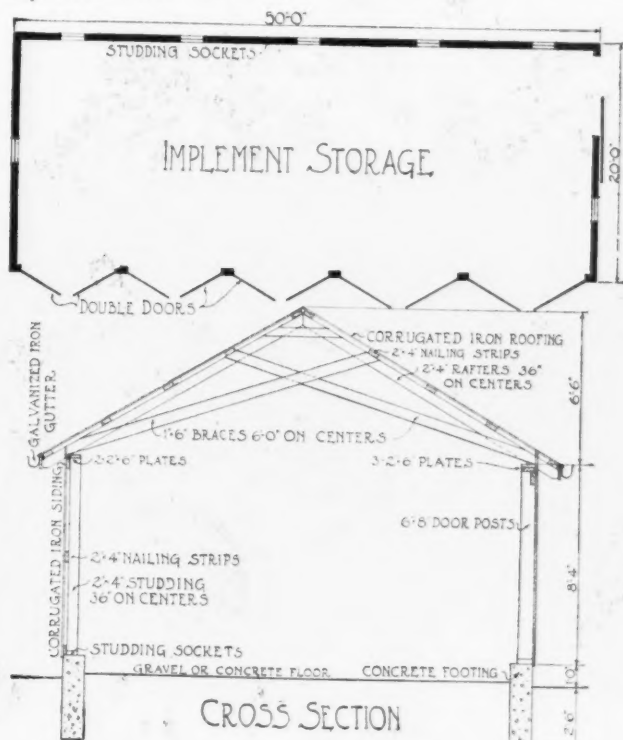 50'-0"
STUDDING SOCKETS
IMPLEMENT STORAGE
20'-0"
DOUBLE DOORS
GALVANIZED IRON
GUTTER
CORRUGATED IRON ROOFING
2"·4" NAILING STRIPS
2"·4" RAFTERS 36"
ON CENTERS
6'-6"
1"·6" BRACES 6'-0" ON CENTERS
2-2"·6" PLATES
3-2"·6" PLATES
CORRUGATED IRON SIDING
6"·8" DOOR POSTS
2"·4" NAILING STRIPS
2"·4" STUDDING
36" ON CENTERS
8'-4"
STUDDING SOCKETS
GRAVEL OR CONCRETE FLOOR
CONCRETE FOOTING
1'-0"
CROSS SECTION
2'-6"